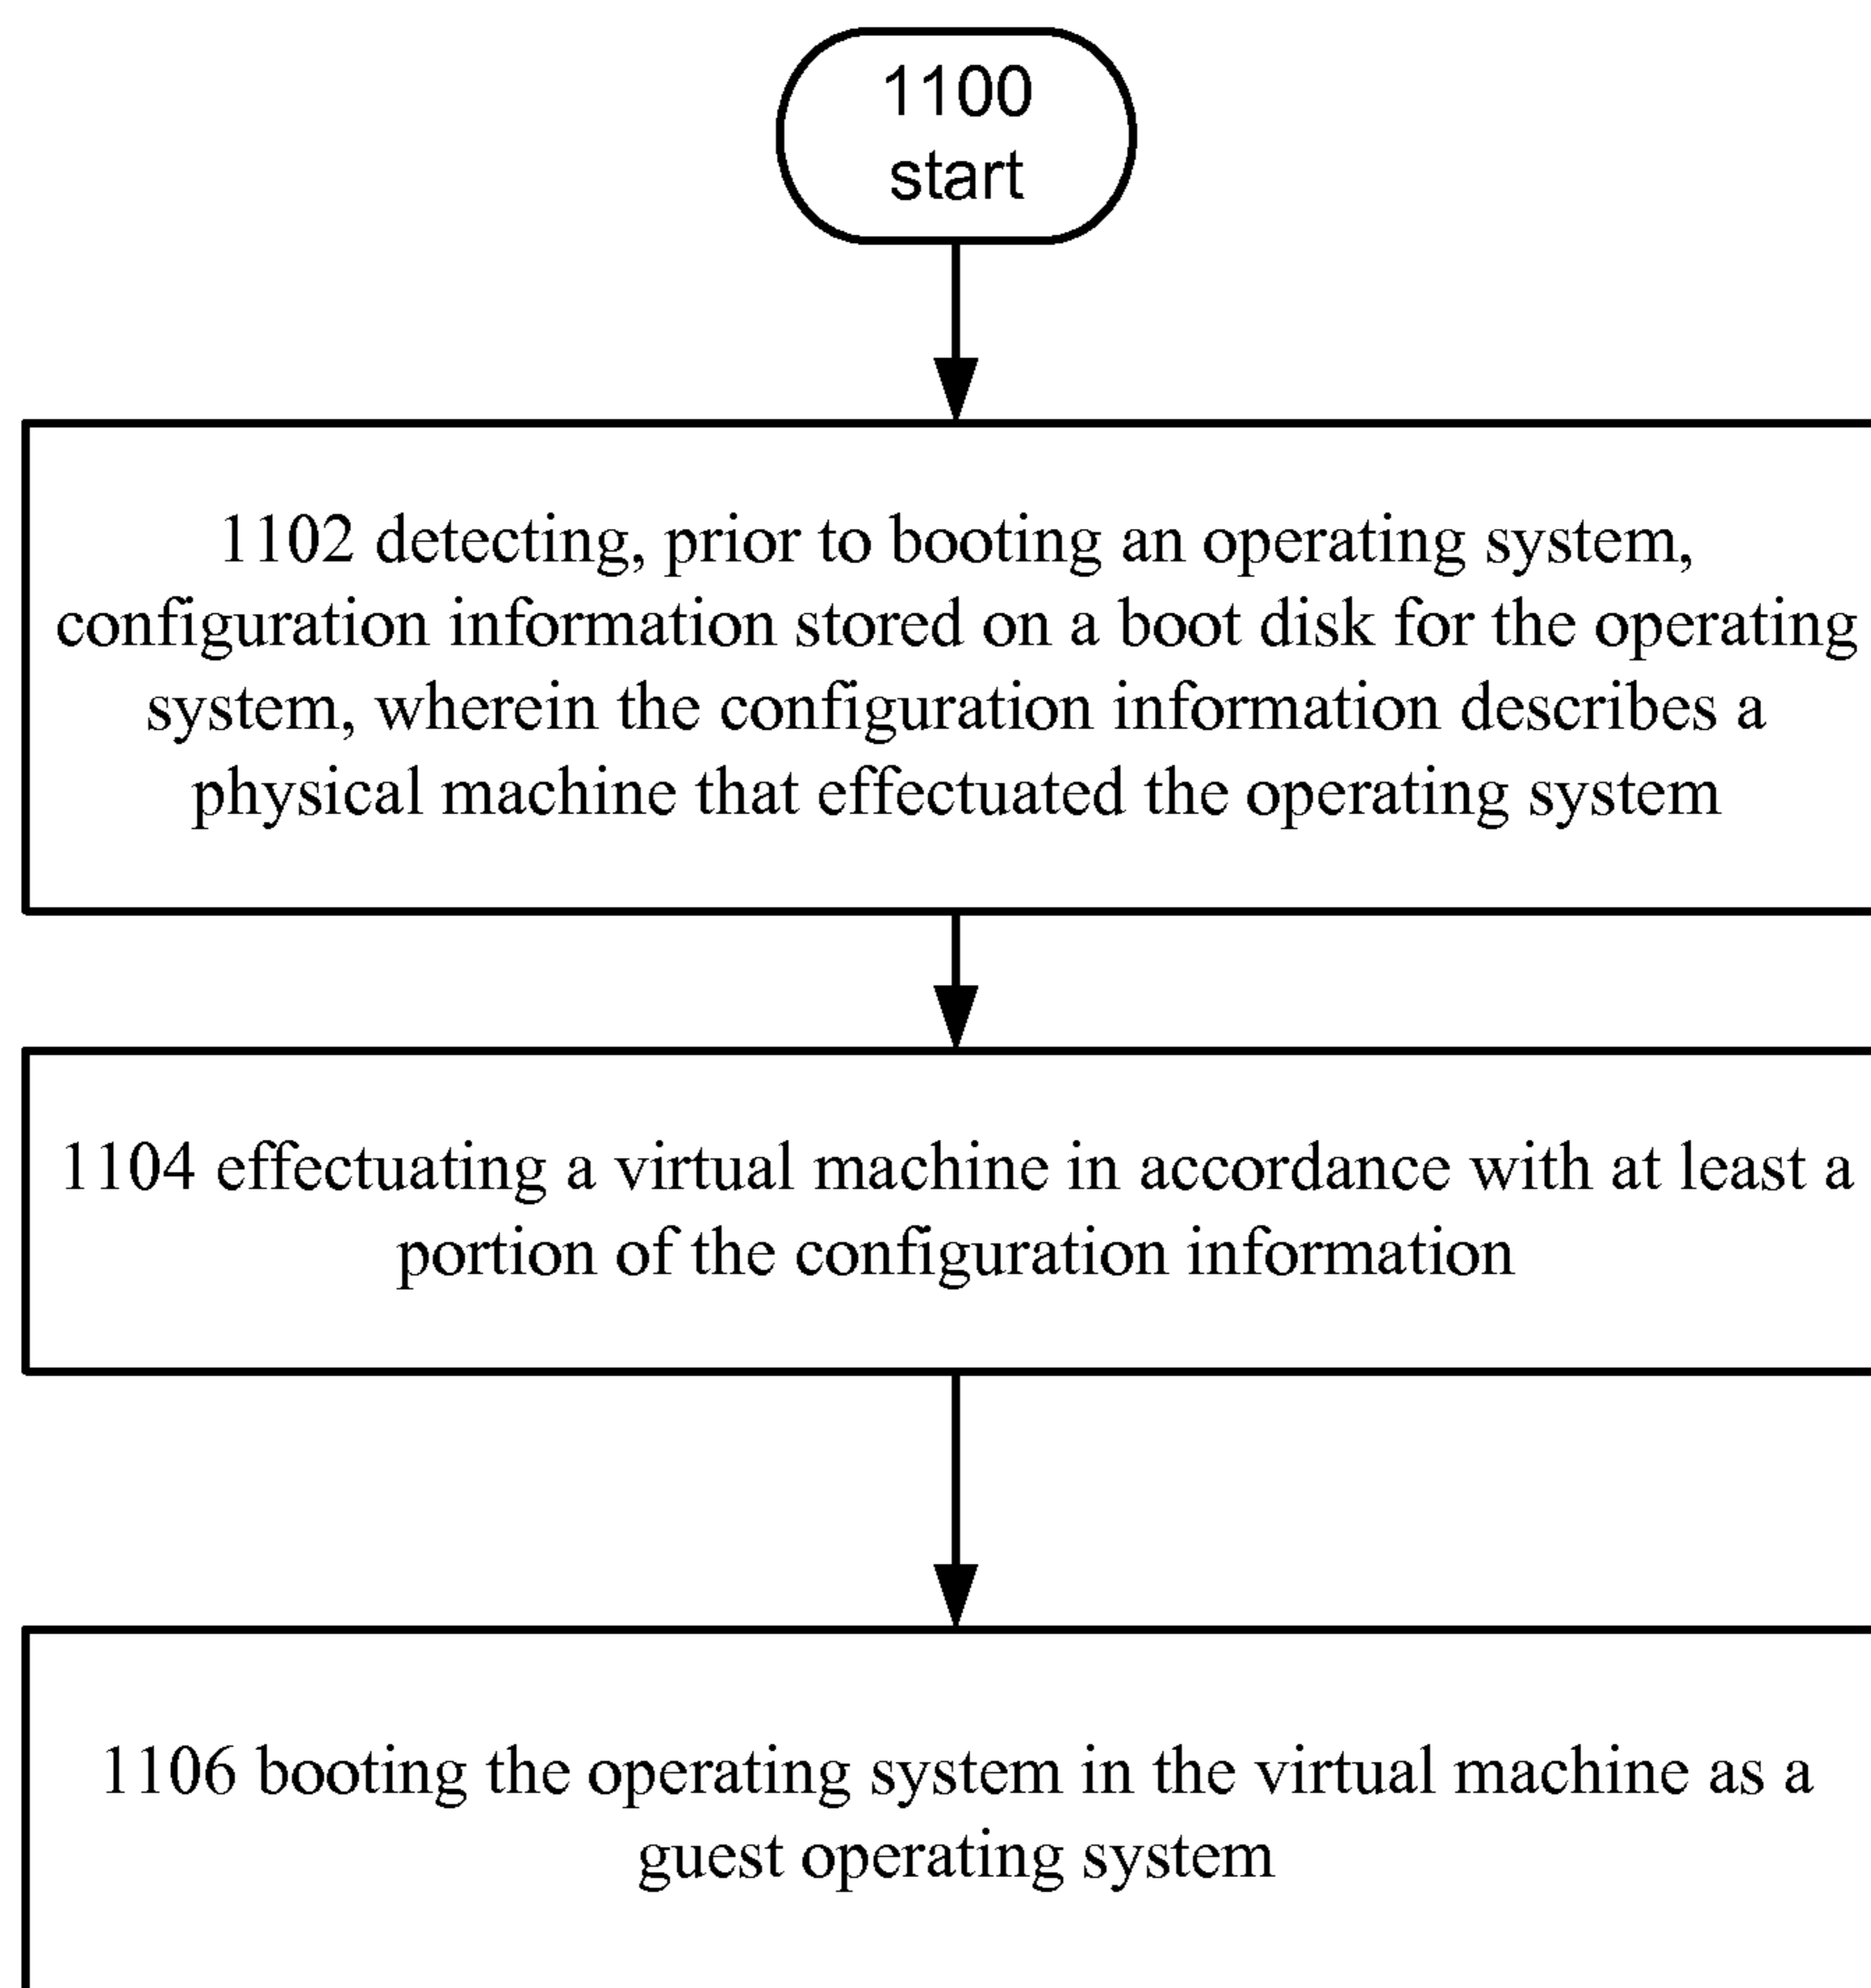 1100
start
1102 detecting, prior to booting an operating system,
configuration information stored on a boot disk for the operating
system, wherein the configuration information describes a
physical machine that effectuated the operating system
1104 effectuating a virtual machine in accordance with at least a
portion of the configuration information
1106 booting the operating system in the virtual machine as a
guest operating system